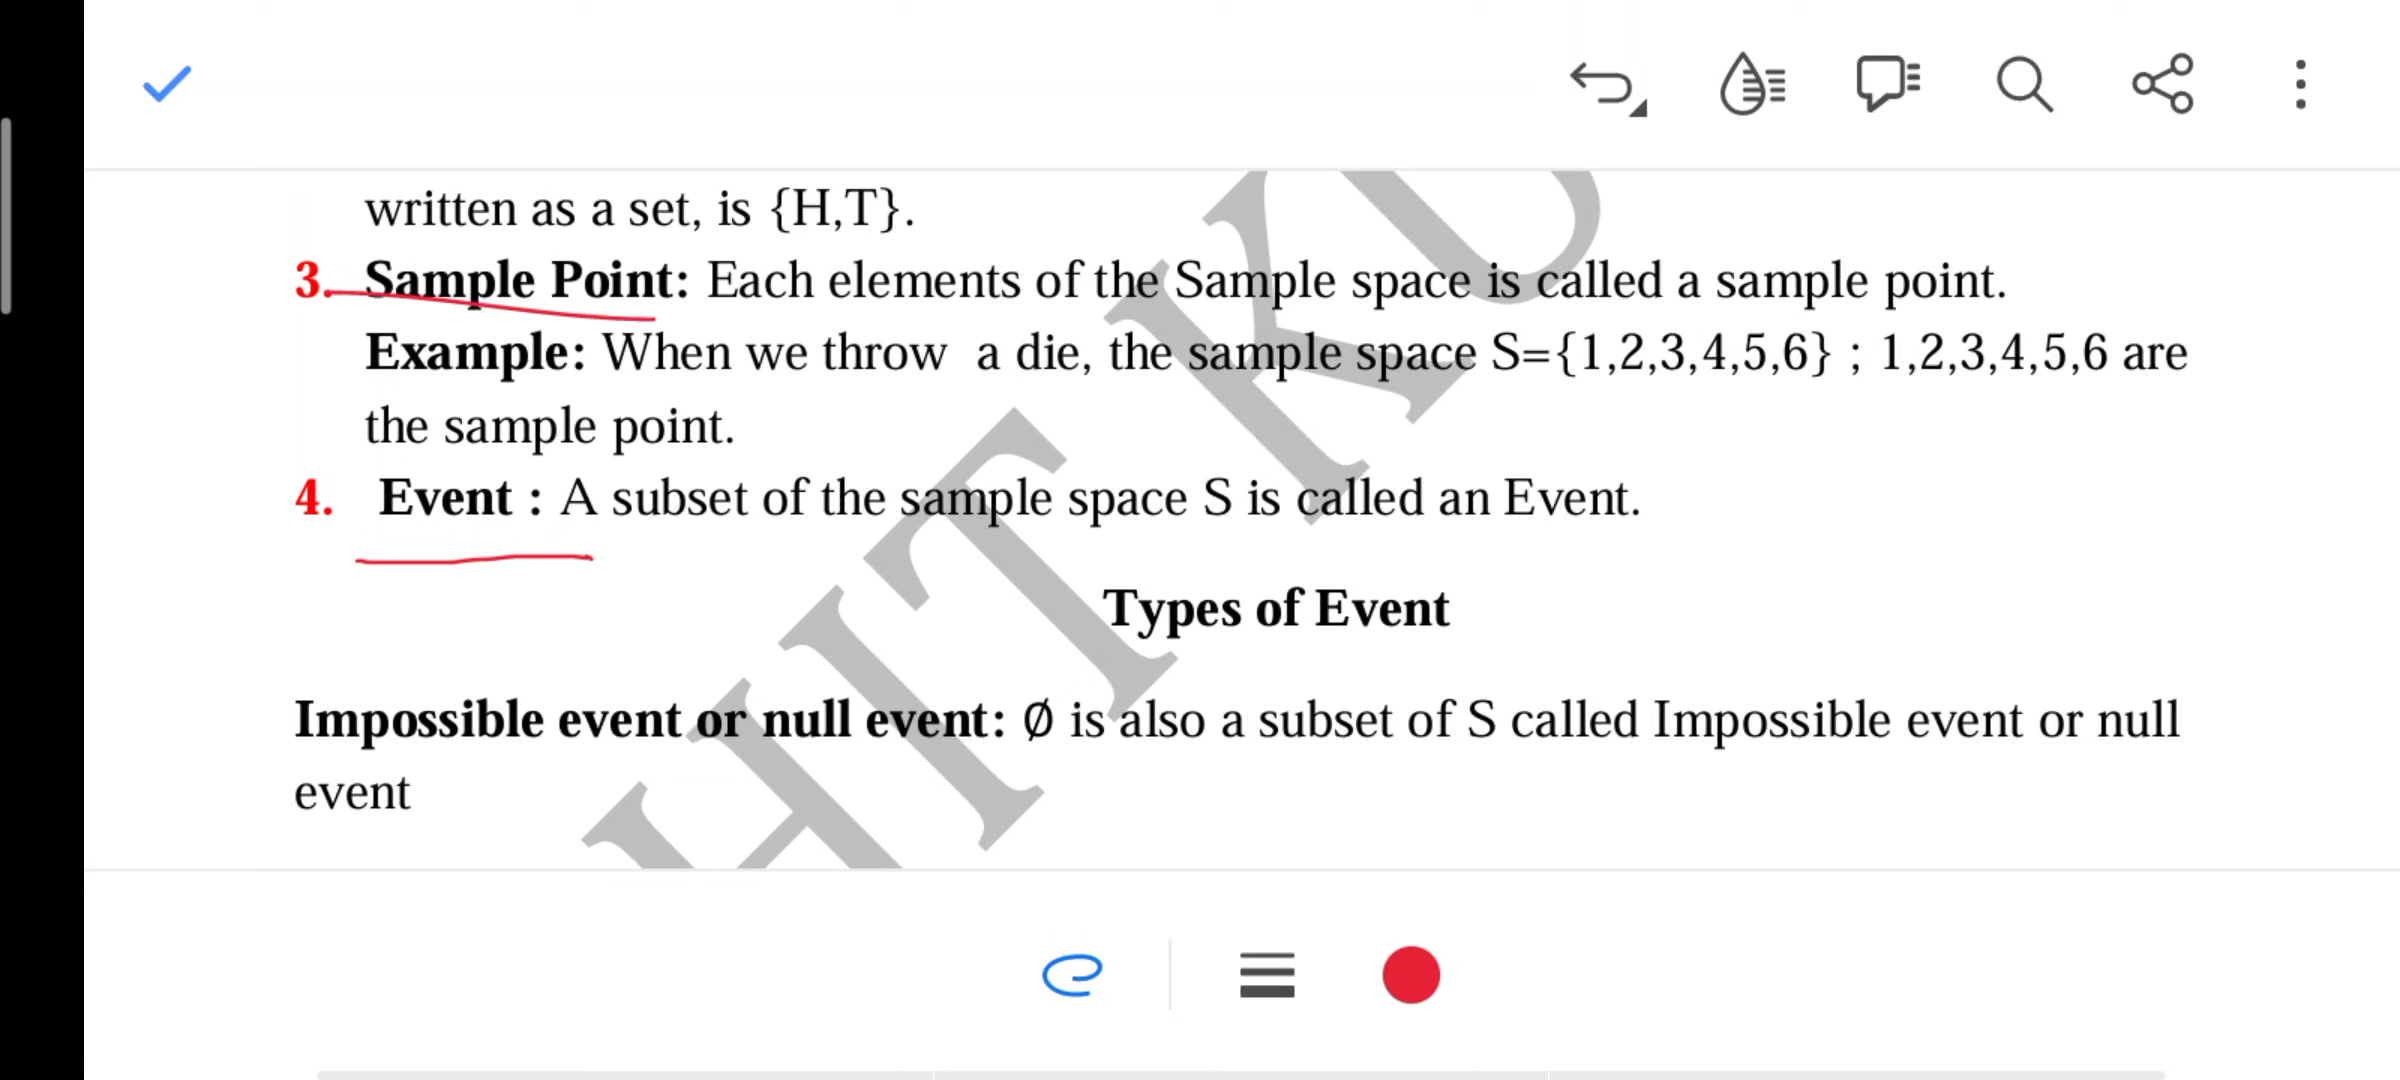 written as a set, is {H,T}.
3. Sample Point: Each elements of the Sample space is called a sample point.
Example: When we throw a die, the sample space S={1,2,3,4,5,6} ; 1,2,3,4,5,6 are
the sample point.
4. Event : A subset of the sample space S is called an Event.
Types of Event
Impossible event or null event: ∅ is also a subset of S called Impossible event or null
event
HIT KU